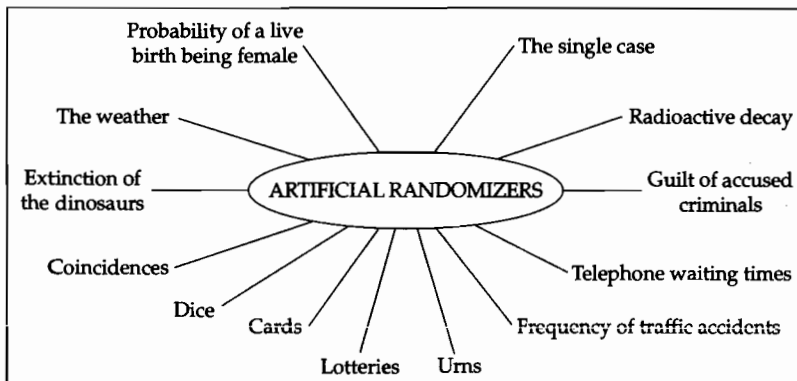 Probability of a live
birth being female
The single case
The weather
Radioactive decay
Extinction of
the dinosaurs
ARTIFICIAL RANDOMIZERS
Guilt of accused
criminals
Coincidences
Telephone waiting times
Dice
Cards
Frequency of traffic accidents
Lotteries
Urns